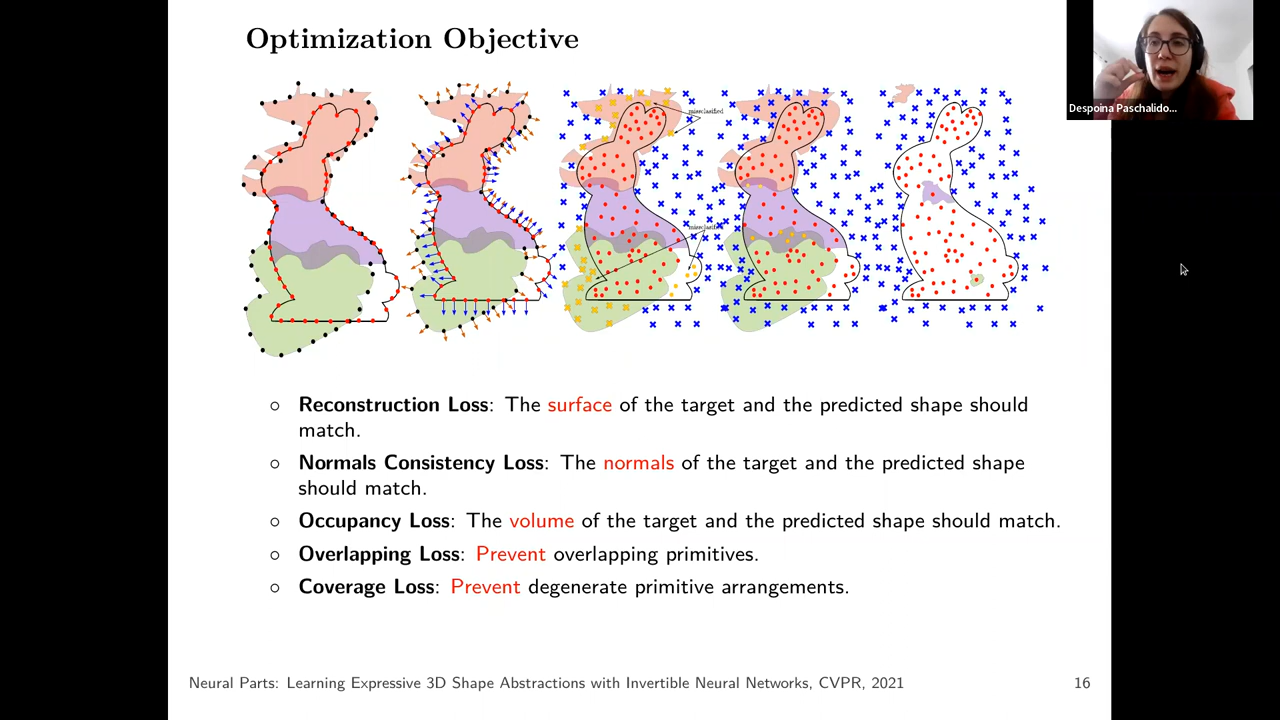 Optimization Objective
Despoina Paschalido...
○ Reconstruction Loss: The surface of the target and the predicted shape should
match.
○ Normals Consistency Loss: The normals of the target and the predicted shape
should match.
○ Occupancy Loss: The volume of the target and the predicted shape should match.
○ Overlapping Loss: Prevent overlapping primitives.
○ Coverage Loss: Prevent degenerate primitive arrangements.
Neural Parts: Learning Expressive 3D Shape Abstractions with Invertible Neural Networks, CVPR, 2021
16